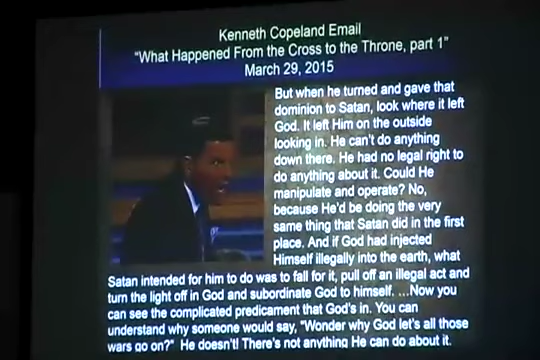 Kenneth Copeland Email
"What Happened From the Cross to the Throne, part 1"
March 29, 2015
But when he turned and gave that
dominion to Satan, look where it left
God. It left Him on the outside
looking in. He can't do anything
down there. He had no legal right to
do anything about it. Could He
manipulate and operate? No,
because He'd be doing the very
same thing that Satan did in the first
place. And if God had injected
Himself illegally into the earth, what
Satan intended for him to do was to fall for it, pull off an illegal act and
turn the light off in God and subordinate God to himself. ...Now you
can see the complicated predicament that God's in. You can
understand why someone would say, "Wonder why God let's all those
wars go on?" He doesn't! There's not anything He can do about it.